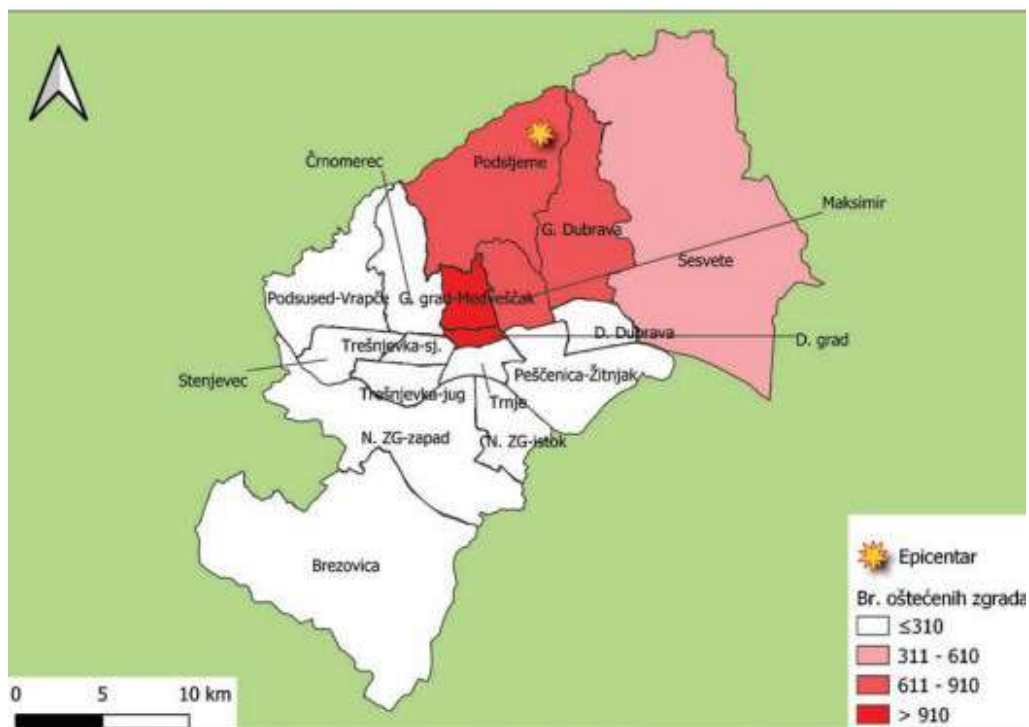 Črnomerec
Podsljeme
Maksimir
G. Dubrava
Sesvete
Podsused-Vrapče
G. grad-Medveščak
D. Dubrava
D. grad
Trešnjevka-sj.
Stenjevec
Peščenica-Žitnjak
Trešnjevka-jug
Trnje
N. ZG-zapad
N. ZG-istok
Brezovica
Epicentar
Br. oštećenih zgrada
≤310
311 - 610
611 - 910
> 910
0 5 10 km